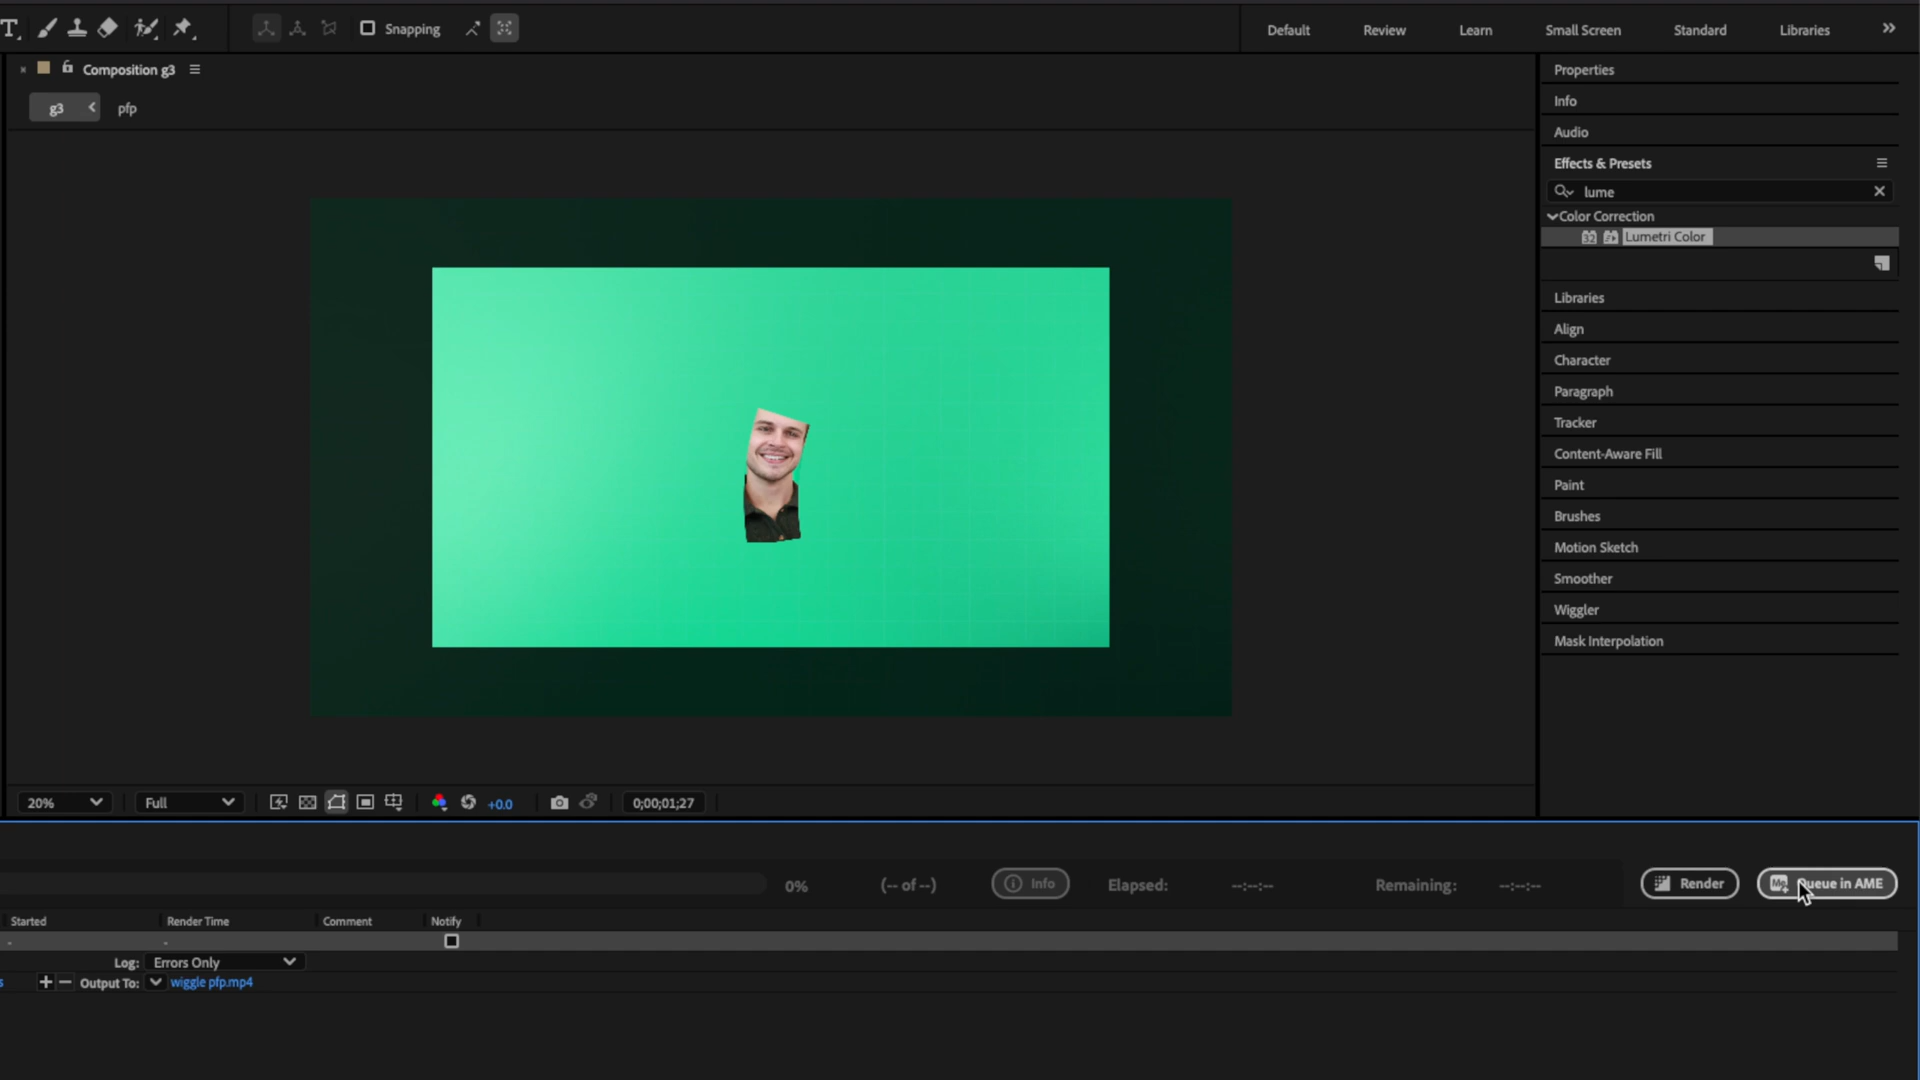 T
Snapping
Default
Review
Learn
Small Screen
Standard
Libraries
Composition g3
g3
pfp
Properties
Info
Audio
Effects & Presets
lume
Color Correction
32
Lumetri Color
Libraries
Align
Character
Paragraph
Tracker
Content-Aware Fill
Paint
Brushes
Motion Sketch
Smoother
Wiggler
Mask Interpolation
20%
Full
+0.0
0;00;01;27
0%
(-- of --)
Info
Elapsed:
--:--:--
Remaining:
--:--:--
Render
Me
in AME
Started
Render Time
Comment
Notify
-
-
Log:
Errors Only
s
Output To:
wiggle pfp.mp4